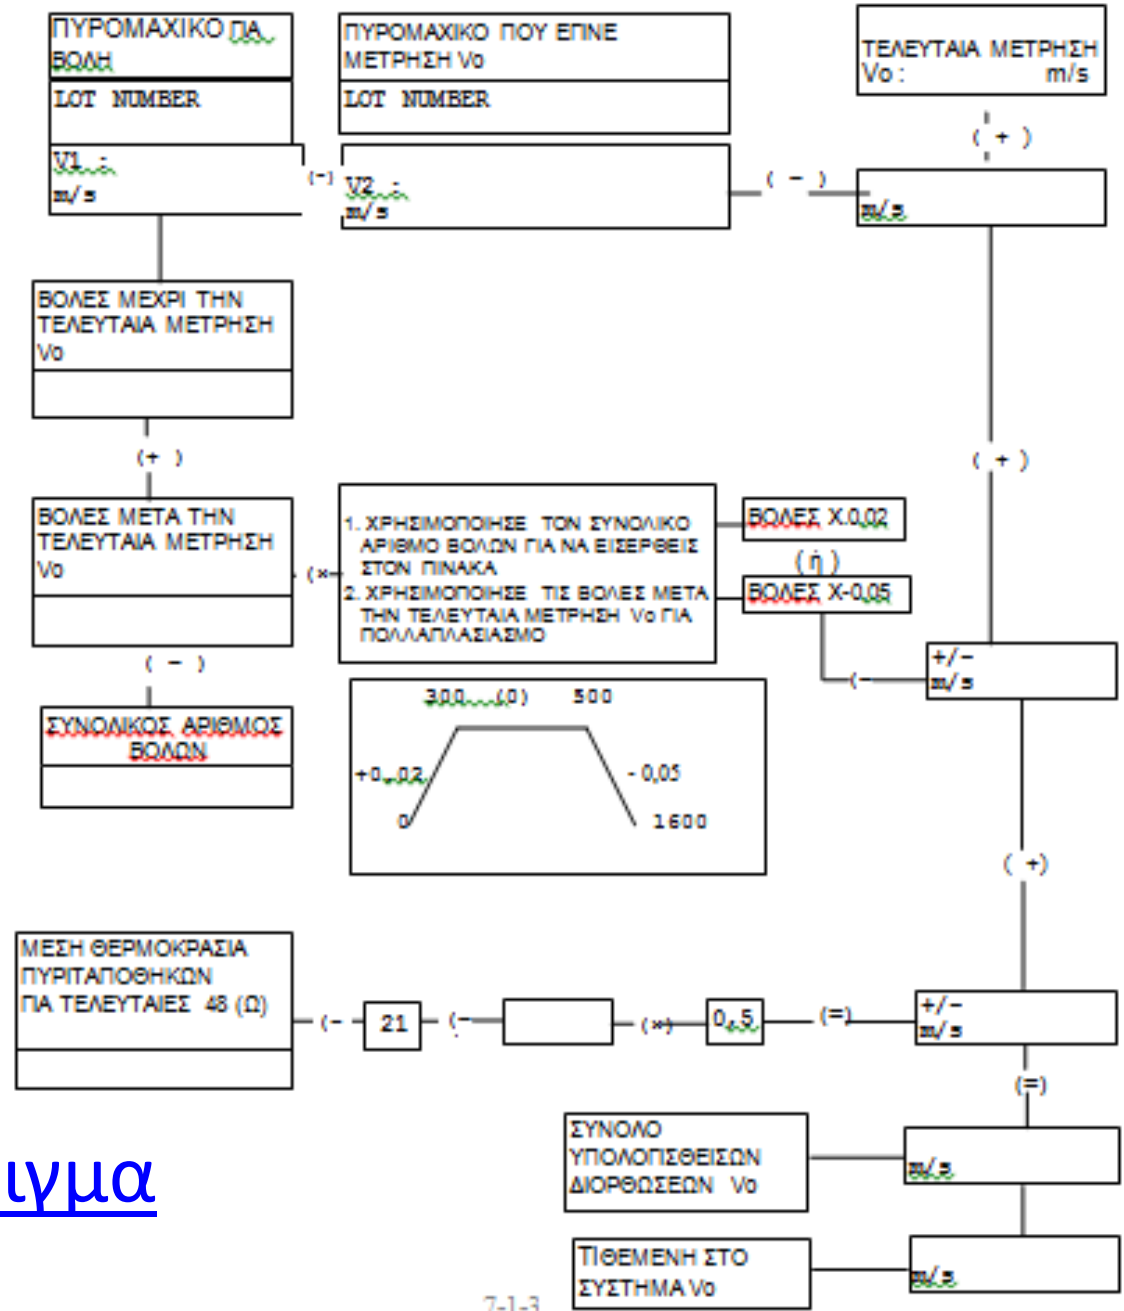 ΠΥΡΟΜΑΧΙΚΟ ΓΙΑ
ΒΟΛΗ
LOT NUMBER
V1 :
m/s
(-)
ΠΥΡΟΜΑΧΙΚΟ ΠΟΥ ΕΓΙΝΕ
ΜΕΤΡΗΣΗ Vo
LOT NUMBER
V2 :
m/s
( - )
ΤΕΛΕΥΤΑΙΑ ΜΕΤΡΗΣΗ
Vo : m/s
( + )
m/s
ΒΟΛΕΣ ΜΕΧΡΙ ΤΗΝ
ΤΕΛΕΥΤΑΙΑ ΜΕΤΡΗΣΗ
Vo
(+ )
( + )
ΒΟΛΕΣ ΜΕΤΑ ΤΗΝ
ΤΕΛΕΥΤΑΙΑ ΜΕΤΡΗΣΗ
Vo
(×
1. ΧΡΗΣΙΜΟΠΟΙΗΣΕ ΤΟΝ ΣΥΝΟΛΙΚΟ
ΑΡΙΘΜΟ ΒΟΛΩΝ ΓΙΑ ΝΑ ΕΙΣΕΡΘΕΙΣ
ΣΤΟΝ ΠΙΝΑΚΑ
2. ΧΡΗΣΙΜΟΠΟΙΗΣΕ ΤΙΣ ΒΟΛΕΣ ΜΕΤΑ
ΤΗΝ ΤΕΛΕΥΤΑΙΑ ΜΕΤΡΗΣΗ Vo ΓΙΑ
ΠΟΛΛΑΠΛΑΣΙΑΣΜΟ
ΒΟΛΕΣ Χ.0,02
(ή)
ΒΟΛΕΣ Χ-0,05
(-
+/-
m/s
( - )
ΣΥΝΟΛΙΚΟΣ ΑΡΙΘΜΟΣ
ΒΟΛΩΝ
300 (0) 500
+0,02
- 0,05
0
1600
( +)
ΜΕΣΗ ΘΕΡΜΟΚΡΑΣΙΑ
ΠΥΡΙΤΑΠΟΘΗΚΩΝ
ΓΙΑ ΤΕΛΕΥΤΑΙΕΣ 48 (Ω)
(-
21
(-
(×)
0,5
(=)
+/-
m/s
(=)
ΣΥΝΟΛΟ
ΥΠΟΛΟΓΙΣΘΕΙΣΩΝ
ΔΙΟΡΘΩΣΕΩΝ Vo
m/s
ιγμα
ΤΙΘΕΜΕΝΗ ΣΤΟ
ΣΥΣΤΗΜΑ Vo
m/s
7-1-3